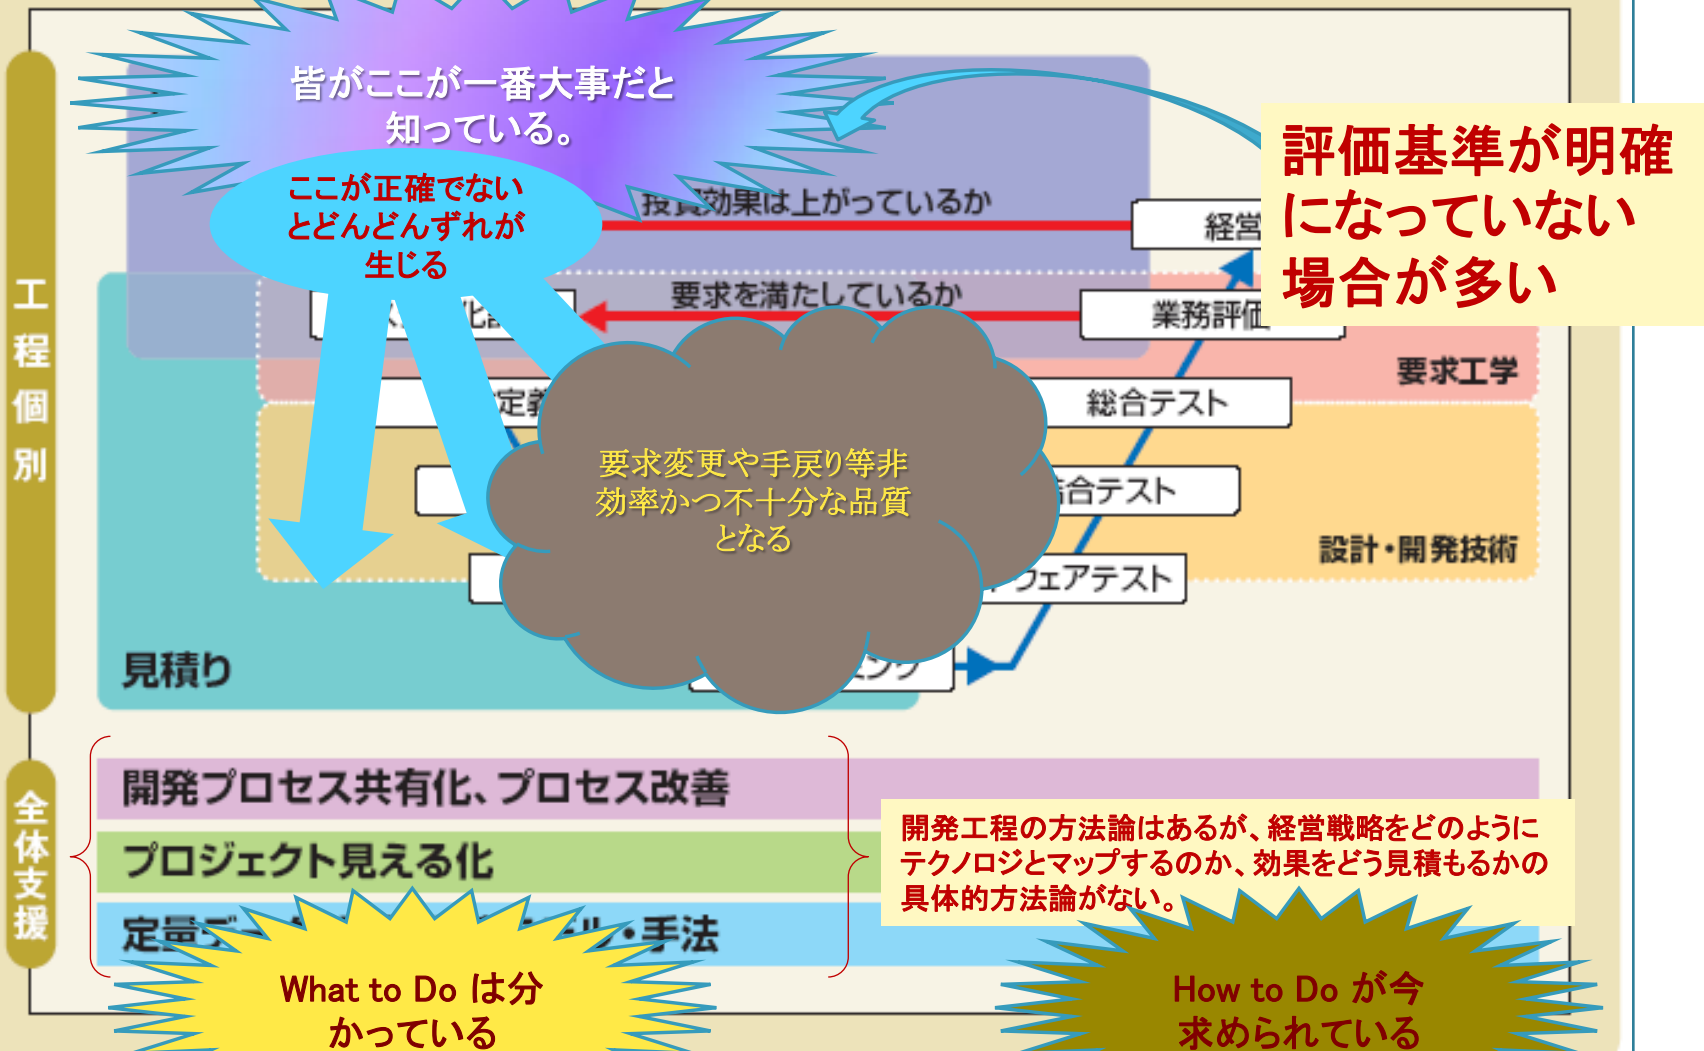 皆がここが一番大事だと
知っている。
ここが正確でない
とどんどんずれが
生じる
投資効果は上がっているか
経営
評価基準が明確
になっていない
場合が多い
要求を満たしているか
業務評価
要求工学
総合テスト
要求変更や手戻り等非
効率かつ不十分な品質
となる
合テスト
設計・開発技術
ウェアテスト
見積り
ミング
工程個別
全体支援
開発プロセス共有化、プロセス改善
プロジェクト見える化
定量デ
・手法
開発工程の方法論はあるが、経営戦略をどのように
テクノロジとマップするのか、効果をどう見積もるかの
具体的方法論がない。
What to Do は分
かっている
How to Do が今
求められている